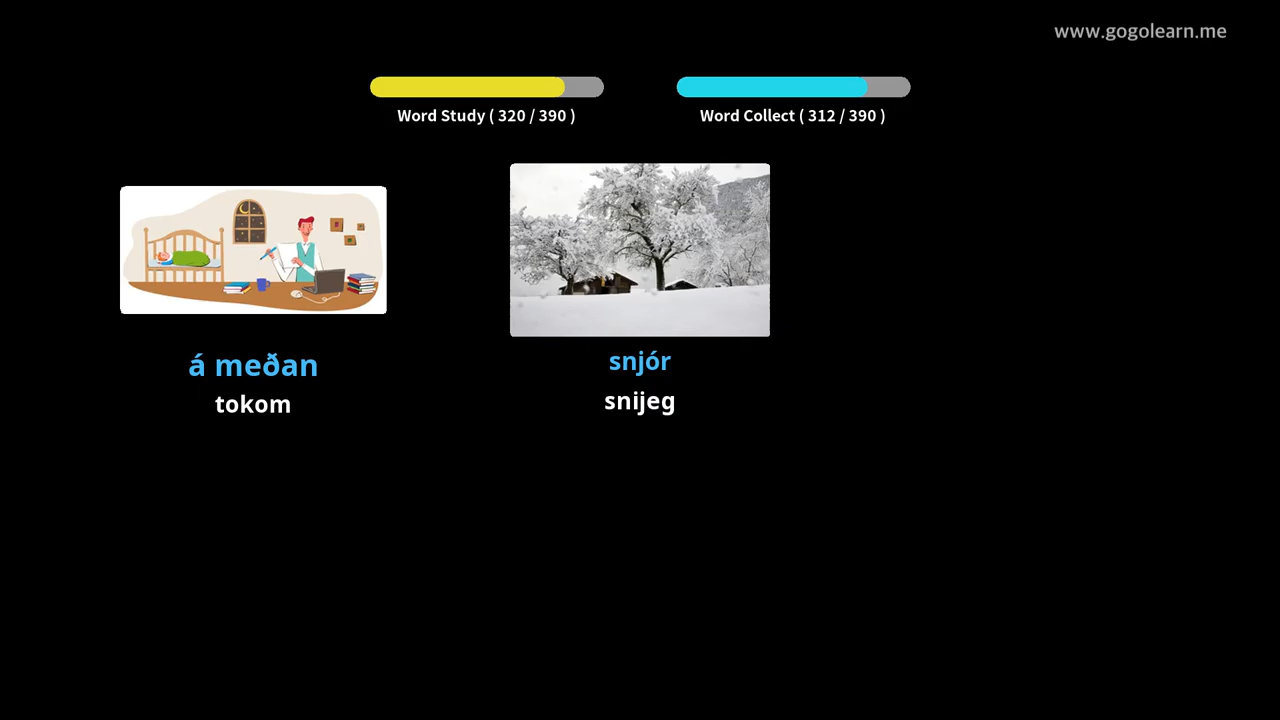 www.gogolearn.me
Word Study ( 320 / 390 )
Word Collect ( 312 / 390 )
á meðan
tokom
snjór
snijeg